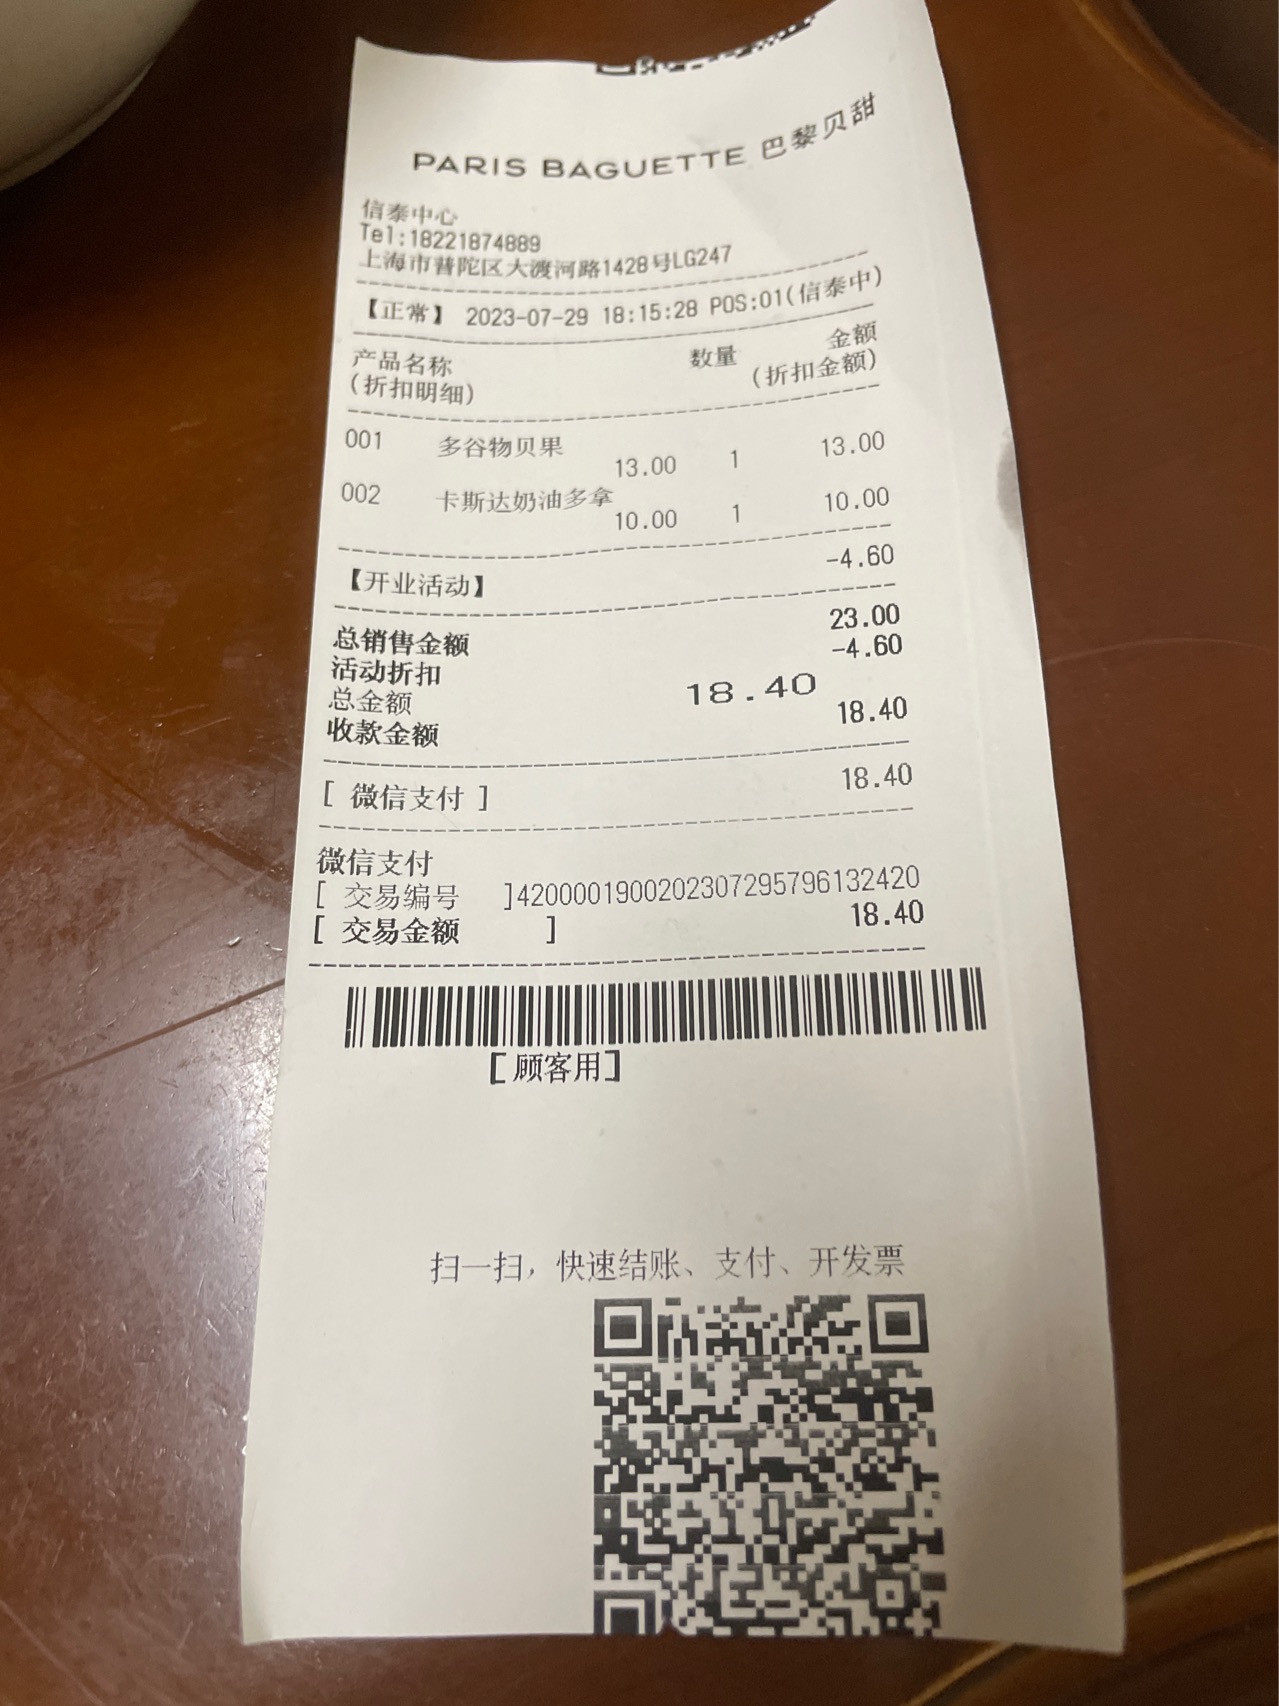 PARIS BAGUETTE 巴黎贝甜
信泰中心
Tel:18221874889
上海市普陀区大渡河路1428号LG247
【正常】 2023-07-29 18:15:28 POS:01(信泰中)
产品名称 数量 金额
(折扣明细) (折扣金额)
001 多谷物贝果
13.00 1 13.00
002 卡斯达奶油多拿
10.00 1 10.00
【开业活动】 -4.60
总销售金额 23.00
活动折扣 -4.60
总金额 18.40
收款金额 18.40
[ 微信支付 ] 18.40
微信支付
[ 交易编号 ]4200001900202307295796132420
[ 交易金额 ] 18.40
[顾客用]
扫一扫，快速结账、支付、开发票